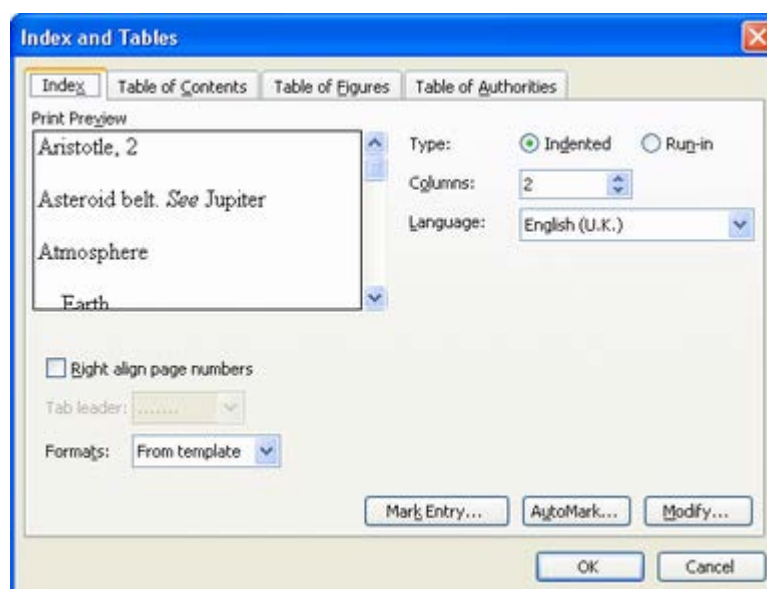 Index and Tables
Index Table of Contents Table of Figures Table of Authorities
Print Preview
Aristotle, 2
Asteroid belt. See Jupiter
Atmosphere
Earth
Type: Indented Run-in
Columns: 2
Language: English (U.K.)
Right align page numbers
Tab leader: .......
Formats: From template
Mark Entry... AutoMark... Modify...
OK Cancel